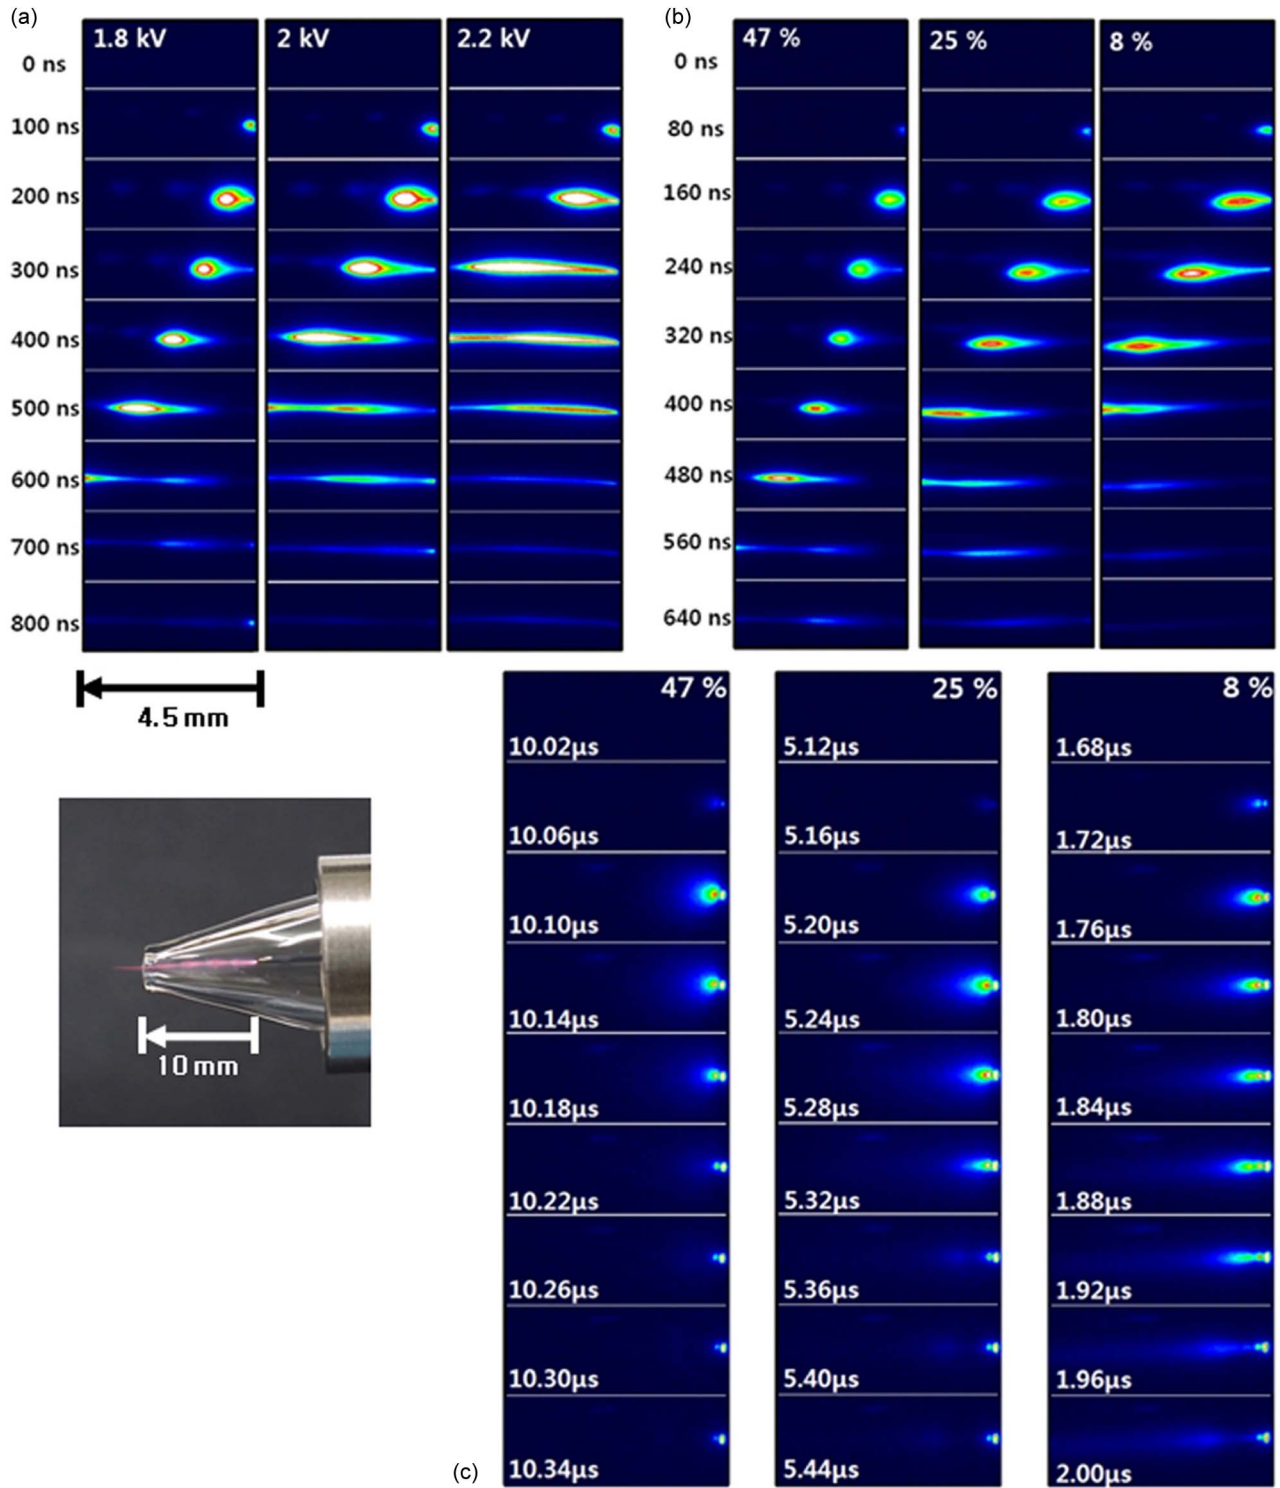 (a)
1.8 kV
2 kV
2.2 kV
0 ns
100 ns
200 ns
300 ns
400 ns
500 ns
600 ns
700 ns
800 ns
4.5 mm
(b)
47 %
25 %
8 %
0 ns
80 ns
160 ns
240 ns
320 ns
400 ns
480 ns
560 ns
640 ns
10 mm
(c)
47 %
10.02μs
10.06μs
10.10μs
10.14μs
10.18μs
10.22μs
10.26μs
10.30μs
10.34μs
25 %
5.12μs
5.16μs
5.20μs
5.24μs
5.28μs
5.32μs
5.36μs
5.40μs
5.44μs
8 %
1.68μs
1.72μs
1.76μs
1.80μs
1.84μs
1.88μs
1.92μs
1.96μs
2.00μs